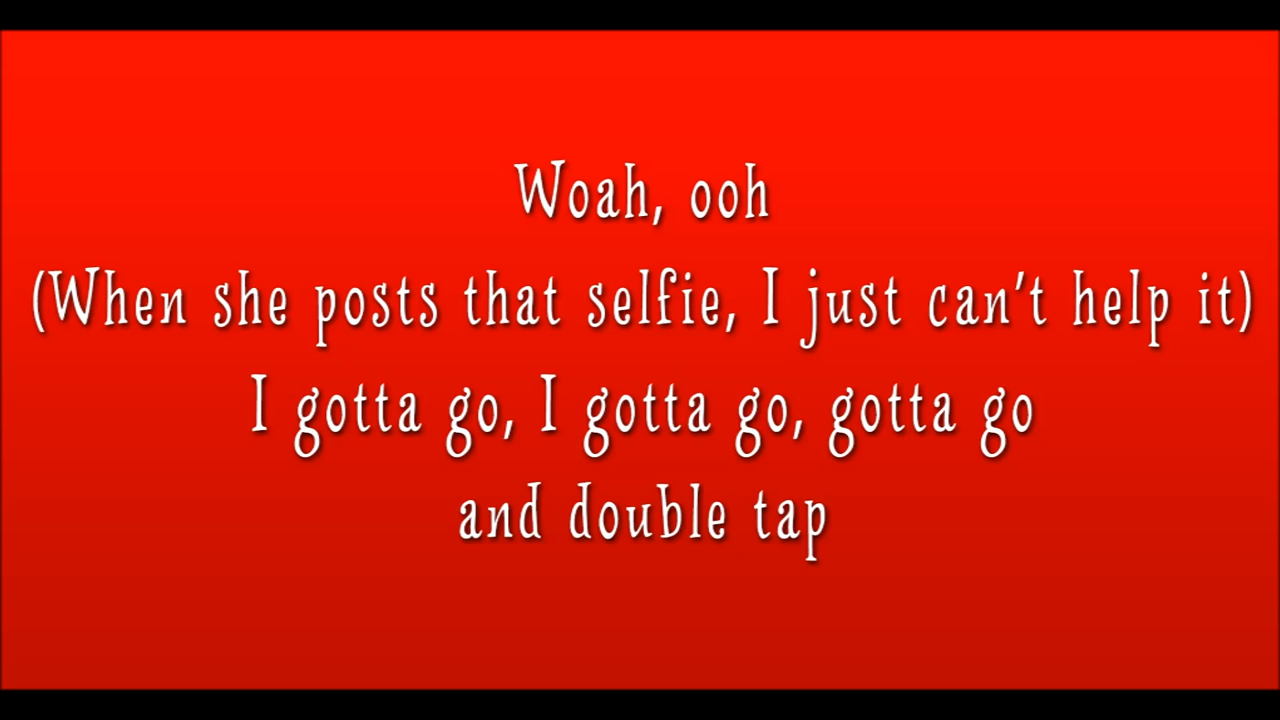 Woah, ooh
(When she posts that selfie, I just can't help it)
I gotta go, I gotta go, gotta go
and double tap